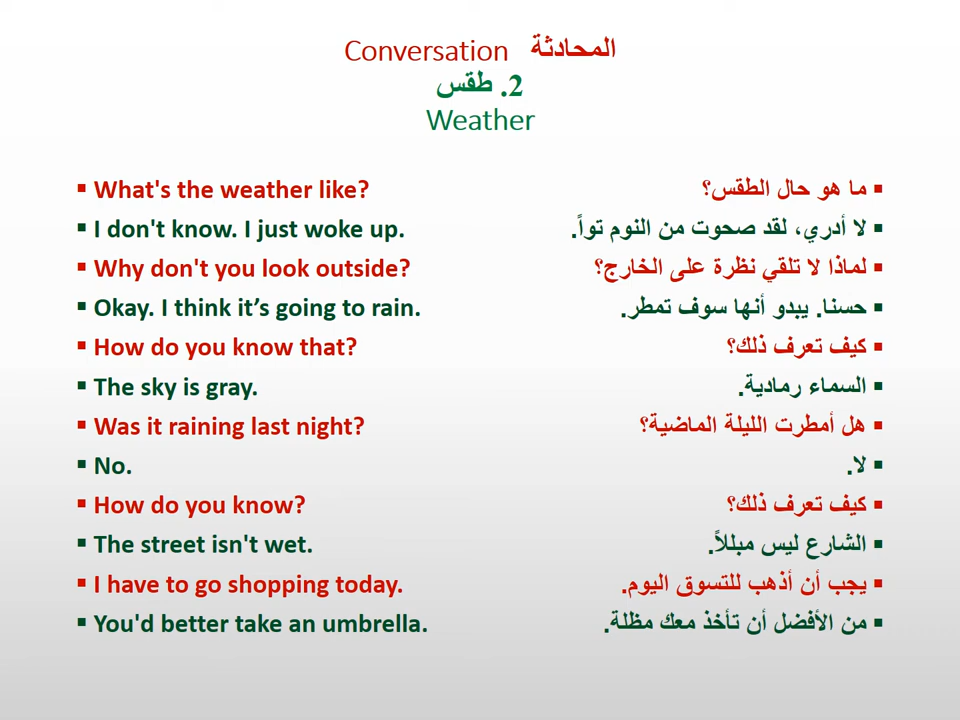 Conversation المحادثة
2. طقس
Weather
▪ What's the weather like? ▪ ما هو حال الطقس؟
▪ I don't know. I just woke up. ▪ لا أدري، لقد صحوت من النوم تواً.
▪ Why don't you look outside? ▪ لماذا لا تلقي نظرة على الخارج؟
▪ Okay. I think it’s going to rain. ▪ حسنا. يبدو أنها سوف تمطر.
▪ How do you know that? ▪ كيف تعرف ذلك؟
▪ The sky is gray. ▪ السماء رمادية.
▪ Was it raining last night? ▪ هل أمطرت الليلة الماضية؟
▪ No. ▪ لا.
▪ How do you know? ▪ كيف تعرف ذلك؟
▪ The street isn't wet. ▪ الشارع ليس مبللاً.
▪ I have to go shopping today. ▪ يجب أن أذهب للتسوق اليوم.
▪ You'd better take an umbrella. ▪ من الأفضل أن تأخذ معك مظلة.